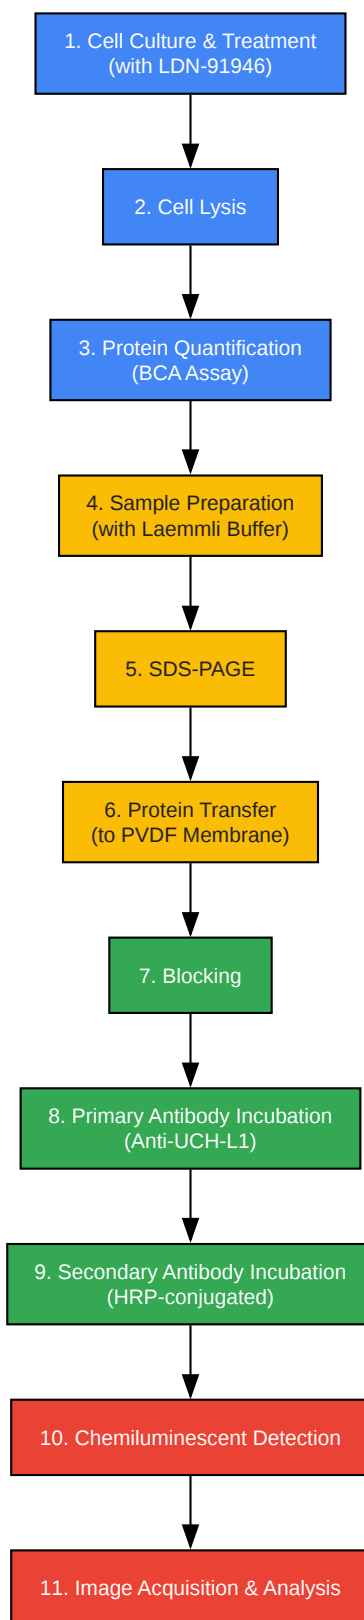 1. Cell Culture & Treatment
(with LDN-91946)
2. Cell Lysis
3. Protein Quantification
(BCA Assay)
4. Sample Preparation
(with Laemmli Buffer)
5. SDS-PAGE
6. Protein Transfer
(to PVDF Membrane)
7. Blocking
8. Primary Antibody Incubation
(Anti-UCH-L1)
9. Secondary Antibody Incubation
(HRP-conjugated)
10. Chemiluminescent Detection
11. Image Acquisition & Analysis